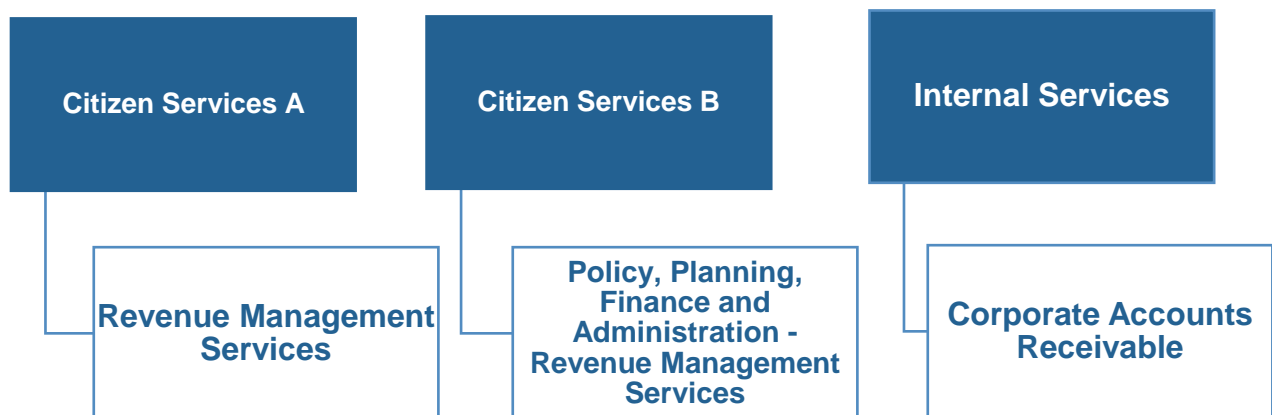 Citizen Services A
Citizen Services B
Internal Services
Revenue Management
Services
Policy, Planning,
Finance and
Administration -
Revenue Management
Services
Corporate Accounts
Receivable